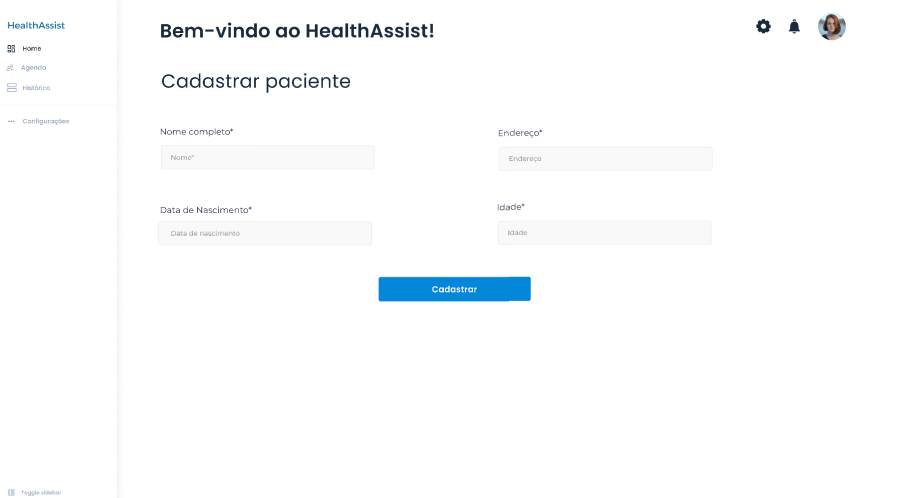 HealthAssist
Home
Agenda
Histórico
Configurações
Toggle sidebar
Bem-vindo ao HealthAssist!
Cadastrar paciente
Nome completo*
Nome*
Endereço*
Endereço
Data de Nascimento*
Data de nascimento
Idade*
Idade
Cadastrar